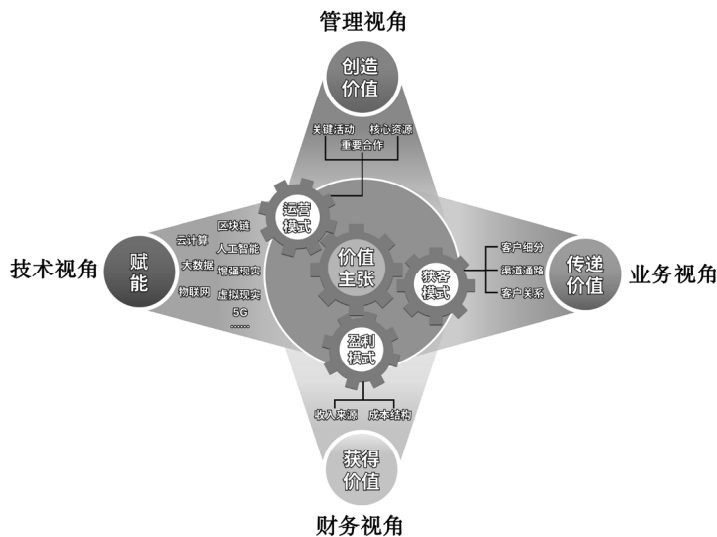 管理视角
创造
价值
关键活动 核心资源
重要合作
运营
模式
区块链
云计算
人工智能
大数据
增强现实
物联网
虚拟现实
5G
......
技术视角
赋
能
价值
主张
获客
模式
客户细分
渠道通路
客户关系
传递
价值
业务视角
盈利
模式
收入来源 成本结构
获得
价值
财务视角